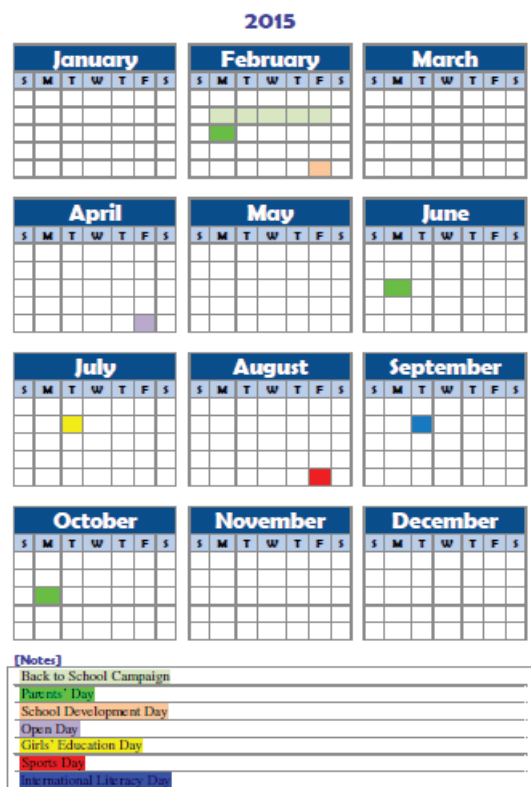 2015
January February March
S M T W T F S S M T W T F S S M T W T F S
April May June
S M T W T F S S M T W T F S S M T W T F S
July August September
S M T W T F S S M T W T F S S M T W T F S
October November December
S M T W T F S S M T W T F S S M T W T F S
[Notes]
Back to School Campaign
Parents' Day
School Development Day
Open Day
Girls' Education Day
Sports Day
International Literacy Day